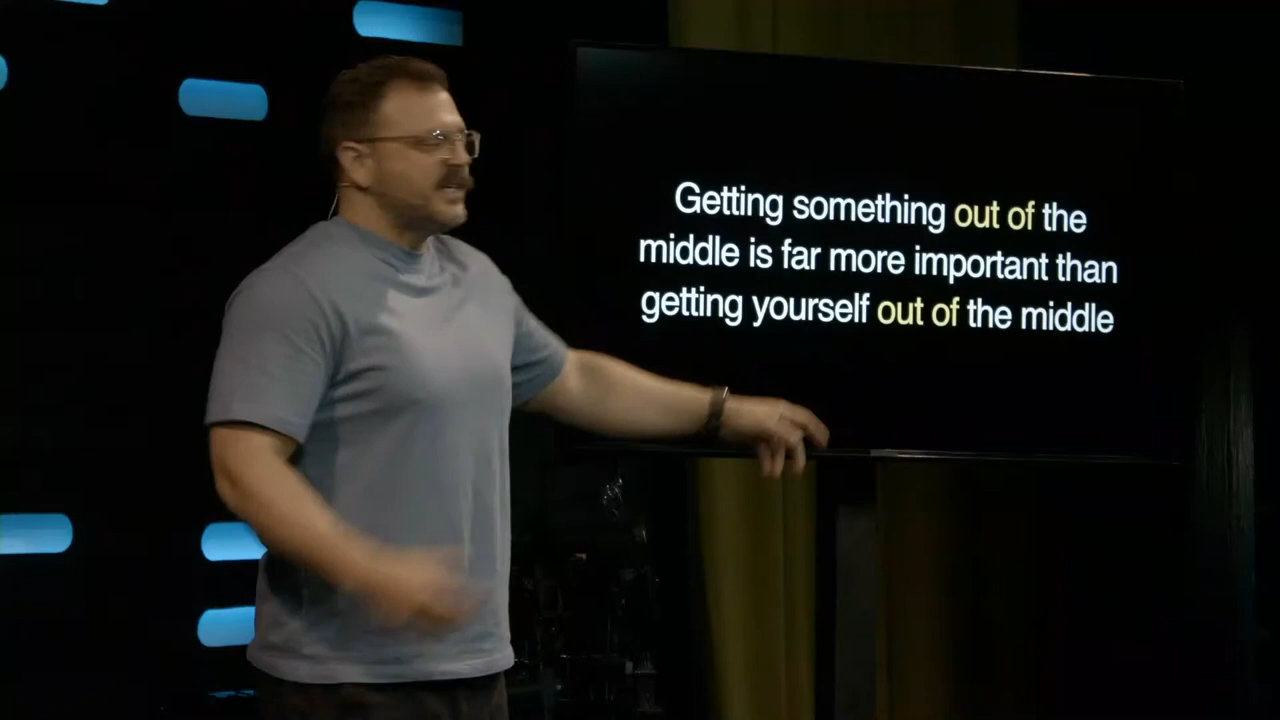 Getting something out of the
middle is far more important than
getting yourself out of the middle